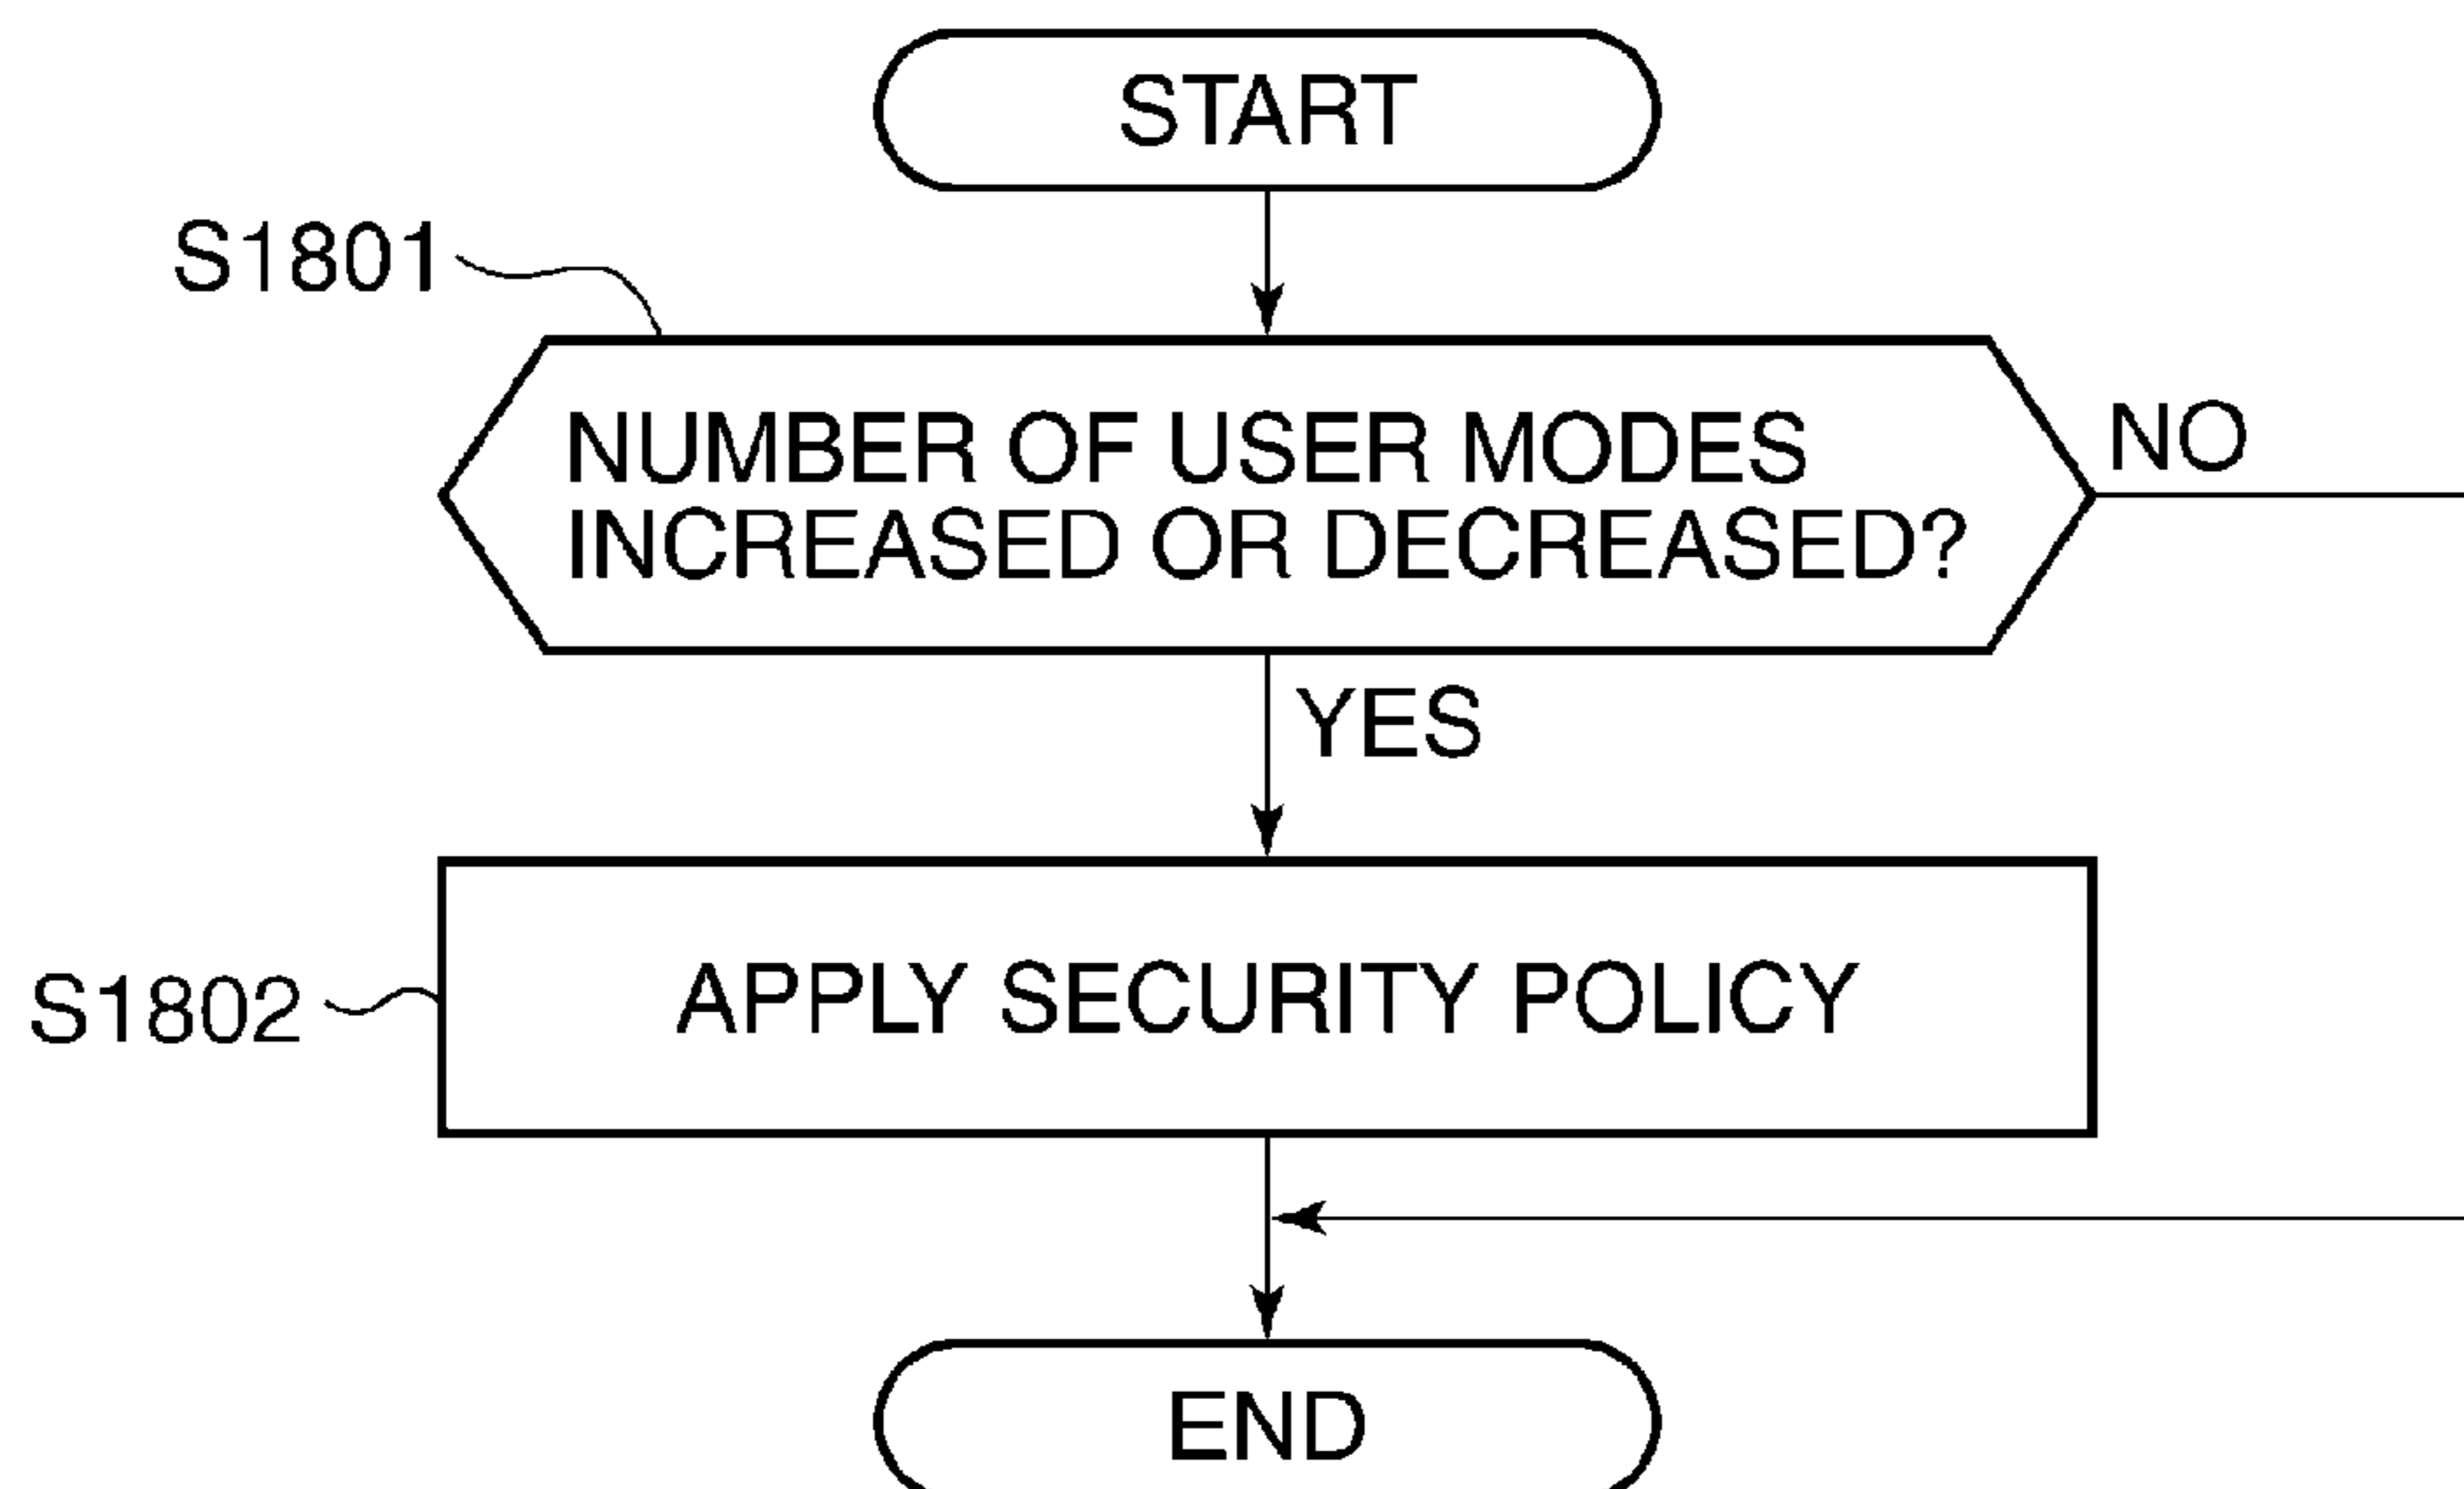 START
S1801
NUMBER OF USER MODES
INCREASED OR DECREASED?
NO
YES
S1802
APPLY SECURITY POLICY
END